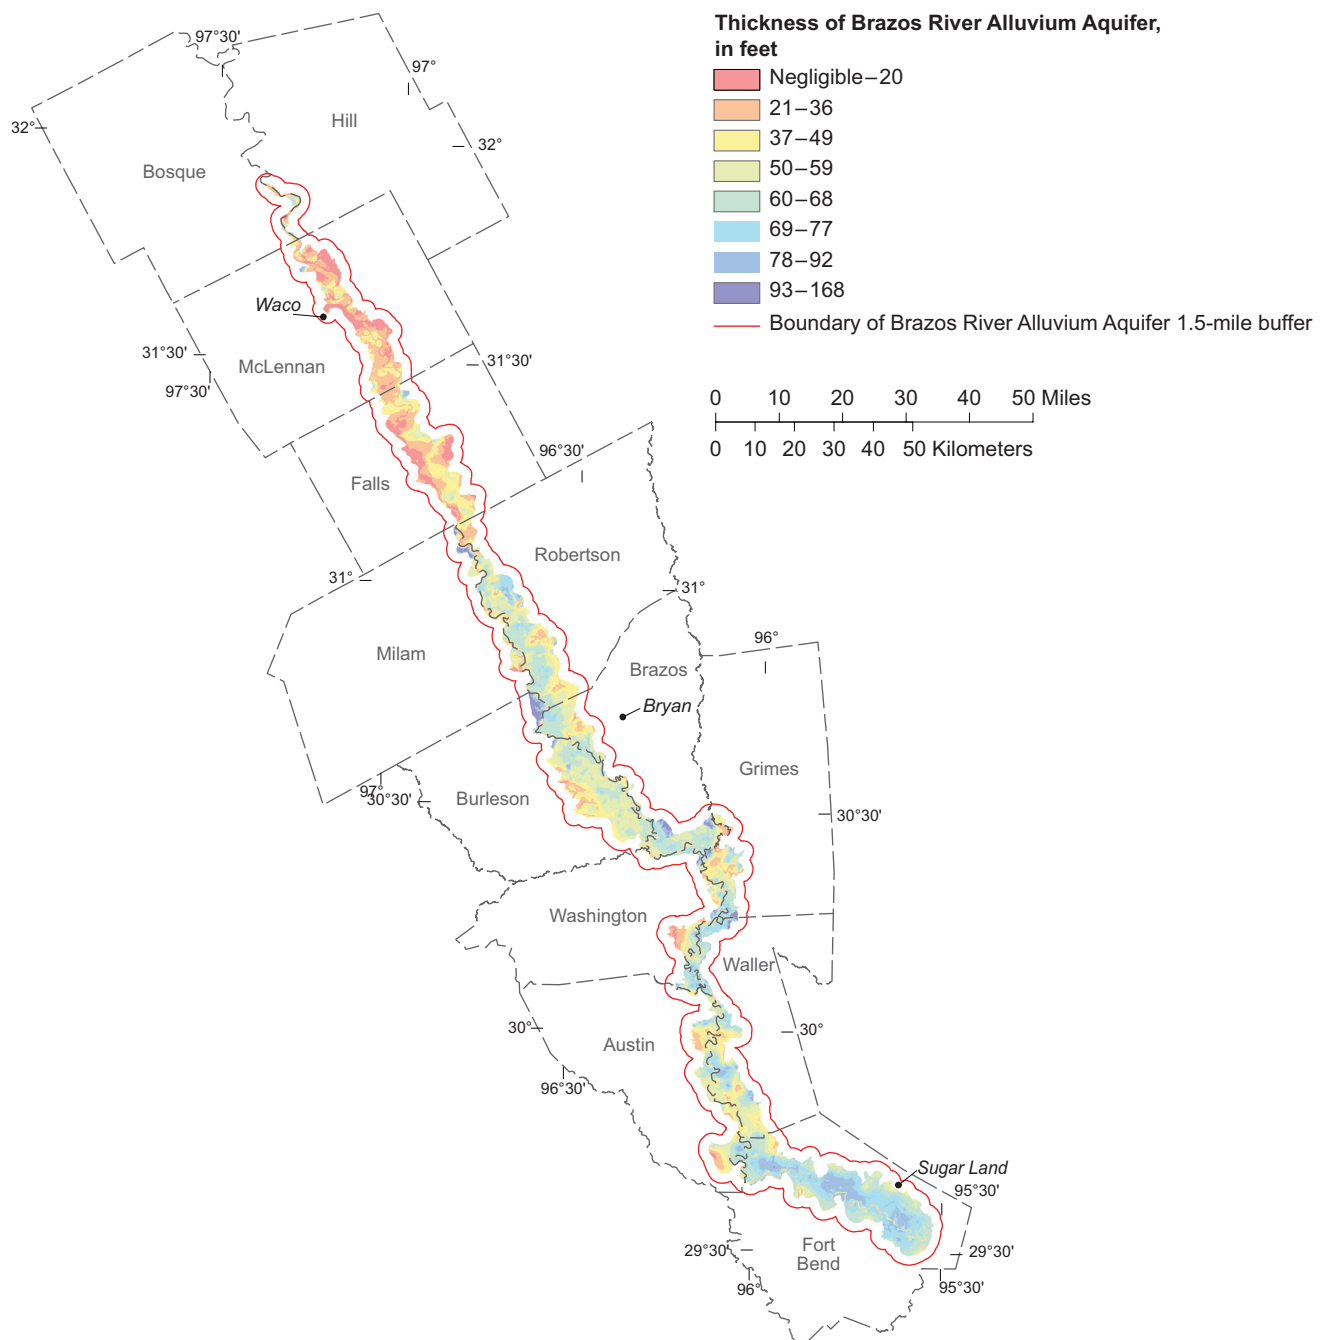 Thickness of Brazos River Alluvium Aquifer,
in feet
Negligible–20
21–36
37–49
50–59
60–68
69–77
78–92
93–168
Boundary of Brazos River Alluvium Aquifer 1.5-mile buffer
0 10 20 30 40 50 Miles
0 10 20 30 40 50 Kilometers
97°30'
97°
32°
Hill
32°
Bosque
Waco
31°30'
McLennan
31°30'
97°30'
96°30'
Falls
Robertson
31°
31°
96°
Milam
Brazos
Bryan
Grimes
97°
30°30'
Burleson
30°30'
Washington
Waller
30°
30°
Austin
96°30'
Sugar Land
95°30'
Fort
Bend
29°30'
29°30'
96°
95°30'